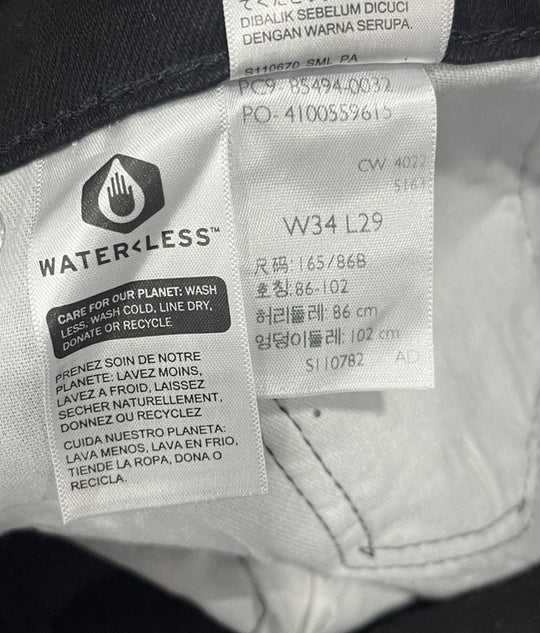 DIBALIK SEBELUM DICUCI
DENGAN WARNA SERUPA.
S110670 SML PA
PC9: 85494-0032
PO- 4100559615
CW 4022
S163
W34 L29
尺码: 165/86B
호칭: 86-102
허리둘레: 86 cm
엉덩이둘레: 102 cm
S110782 AD
WATER<LESS™
CARE FOR OUR PLANET: WASH
LESS, WASH COLD, LINE DRY,
DONATE OR RECYCLE
PRENEZ SOIN DE NOTRE
PLANETE: LAVEZ MOINS,
LAVEZ A FROID, LAISSEZ
SECHER NATURELLEMENT,
DONNEZ OU RECYCLEZ
CUIDA NUESTRO PLANETA:
LAVA MENOS, LAVA EN FRIO,
TIENDE LA ROPA, DONA O
RECICLA.